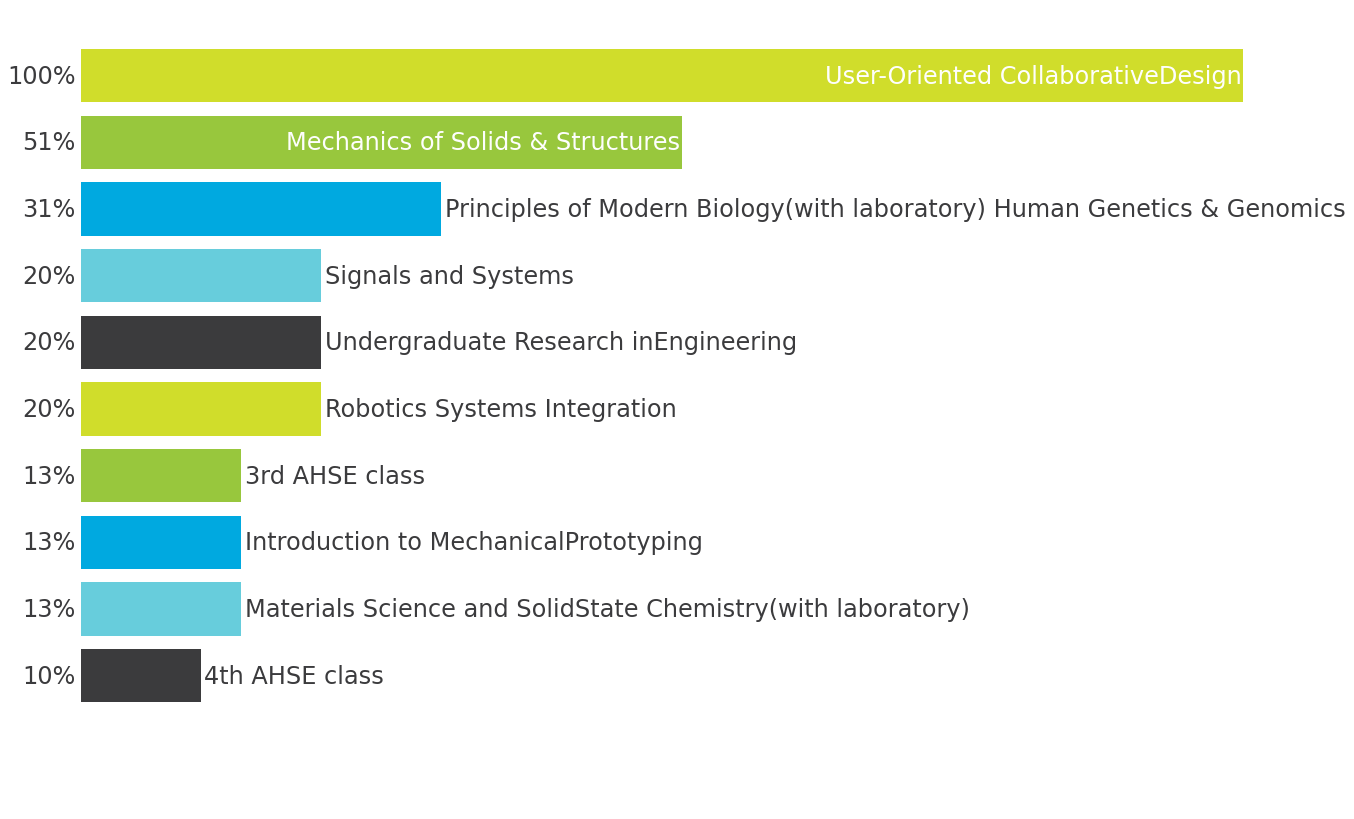 100% User-Oriented CollaborativeDesign
51% Mechanics of Solids & Structures
31% Principles of Modern Biology(with laboratory) Human Genetics & Genomics
20% Signals and Systems
20% Undergraduate Research inEngineering
20% Robotics Systems Integration
13% 3rd AHSE class
13% Introduction to MechanicalPrototyping
13% Materials Science and SolidState Chemistry(with laboratory)
10% 4th AHSE class